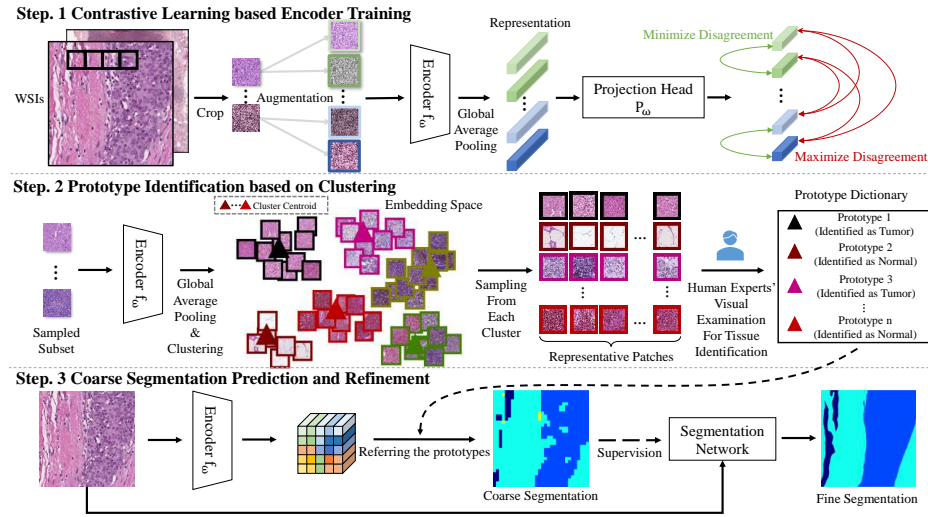 Step. 1 Contrastive Learning based Encoder Training
WSIs
Crop
Augmentation
Encoder f_ω
Global
Average
Pooling
Representation
Projection Head
P_ω
Minimize Disagreement
Maximize Disagreement
Step. 2 Prototype Identification based on Clustering
Sampled
Subset
Encoder f_ω
Global
Average
Pooling
&
Clustering
Cluster Centroid
Embedding Space
Sampling
From
Each
Cluster
Representative Patches
Human Experts'
Visual
Examination
For Tissue
Identification
Prototype Dictionary
Prototype 1
(Identified as Tumor)
Prototype 2
(Identified as Normal)
Prototype 3
(Identified as Tumor)
Prototype n
(Identified as Normal)
Step. 3 Coarse Segmentation Prediction and Refinement
Encoder f_ω
Referring the prototypes
Coarse Segmentation
Supervision
Segmentation
Network
Fine Segmentation